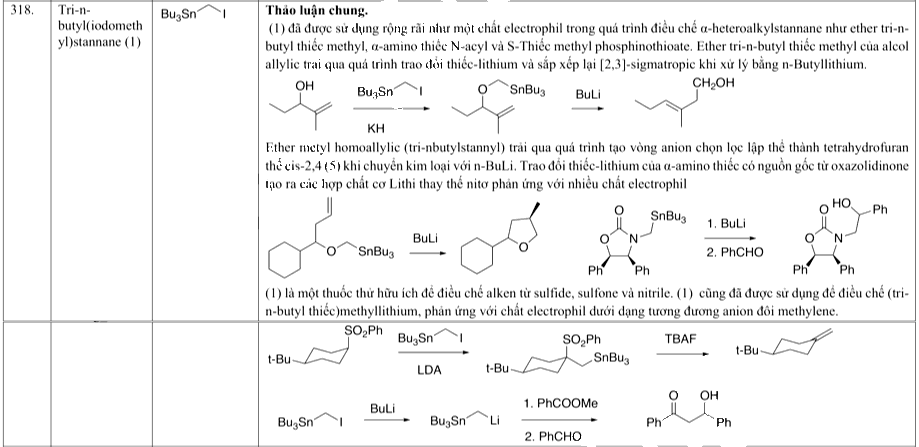 318.
Tri-n-
butyl(iodometh
yl)stannane (1)
Bu3Sn I
Thảo luận chung.
(1) đã được sử dụng rộng rãi như một chất electrophil trong quá trình điều chế α-heteroalkylstannane như ether tri-n-
butyl thiếc methyl, α-amino thiếc N-acyl và S-Thiếc methyl phosphinothioate. Ether tri-n-butyl thiếc methyl của alcol
allylic trải qua quá trình trao đổi thiếc-lithium và sắp xếp lại [2,3]-sigmatropic khi xử lý bằng n-Butyllithium.
OH
Bu3Sn I
KH
O SnBu3
BuLi
CH2OH
Ether metyl homoallylic (tri-nbutylstannyl) trải qua quá trình tạo vòng anion chọn lọc lập thể thành tetrahydrofuran
thế cis-2,4 (5) khi chuyển kim loại với n-BuLi. Trao đổi thiếc-lithium của α-amino thiếc có nguồn gốc từ oxazolidinone
tạo ra các hợp chất cơ Lithi thay thế nitơ phản ứng với nhiều chất electrophil
O SnBu3
BuLi
O
O
O N
SnBu3
Ph Ph
1. BuLi
2. PhCHO
O HO Ph
O N
Ph Ph
(1) là một thuốc thử hữu ích để điều chế alken từ sulfide, sulfone và nitrile. (1) cũng đã được sử dụng để điều chế (tri-
n-butyl thiếc)methyllithium, phản ứng với chất electrophil dưới dạng tương đương anion đôi methylene.
SO2Ph
t-Bu
Bu3Sn I
LDA
SO2Ph
SnBu3
t-Bu
TBAF
t-Bu
Bu3Sn I
BuLi
Bu3Sn Li
1. PhCOOMe
2. PhCHO
O OH
Ph Ph